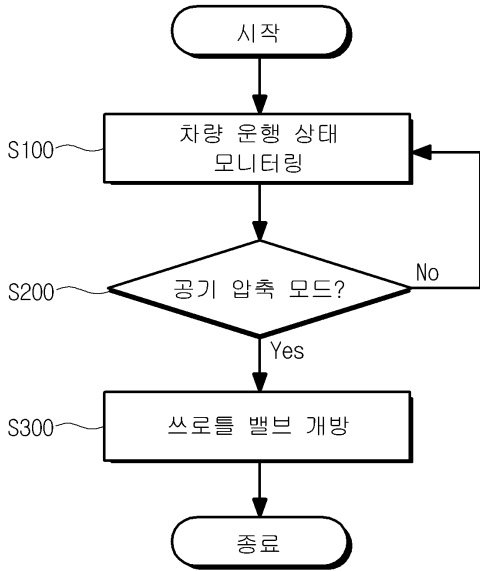 시작
S100
차량 운행 상태
모니터링
S200
공기 압축 모드?
No
Yes
S300
쓰로틀 밸브 개방
종료